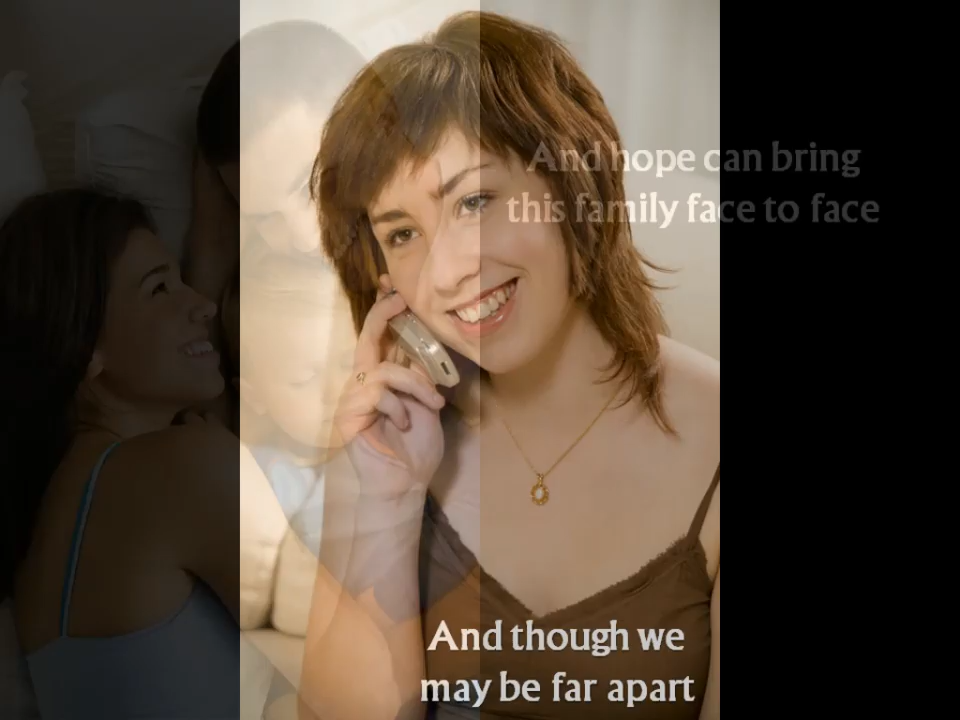 And hope can bring
this family face to face
And though we
may be far apart